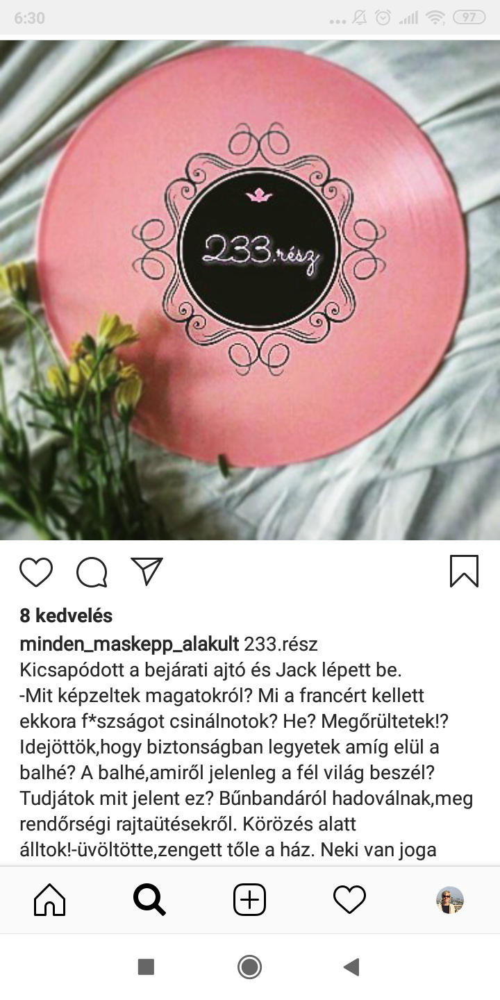 6:30
97
233.rész
8 kedvelés
minden_maskepp_alakult 233.rész
Kicsapódott a bejárati ajtó és Jack lépett be.
-Mit képzeltek magatokról? Mi a francért kellett
ekkora f*szságot csinálnotok? He? Megőrültetek!?
Idejöttök,hogy biztonságban legyetek amíg elül a
balhé? A balhé,amiről jelenleg a fél világ beszél?
Tudjátok mit jelent ez? Bűnbandáról hadoválnak,meg
rendőrségi rajtaütésekről. Körözés alatt
álltok!-üvöltötte,zengett tőle a ház. Neki van joga